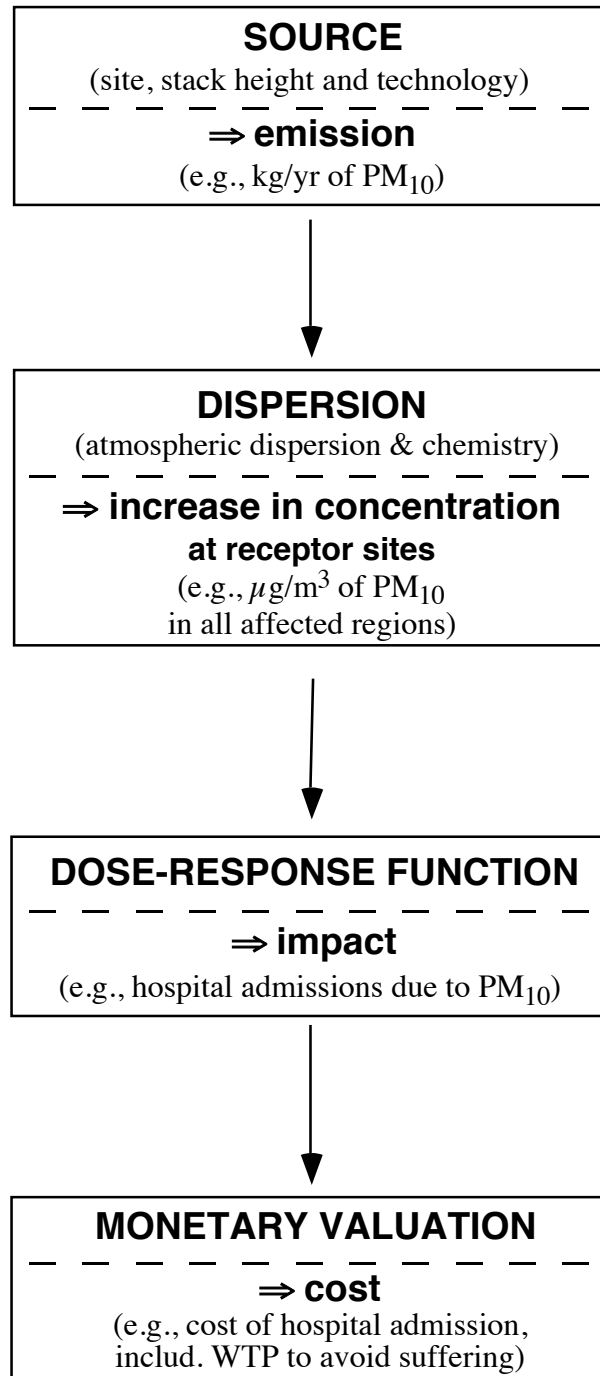 SOURCE
(site, stack height and technology)
⇒ emission
(e.g., kg/yr of PM10)
DISPERSION
(atmospheric dispersion & chemistry)
⇒ increase in concentration
at receptor sites
(e.g., µg/m³ of PM10
in all affected regions)
DOSE-RESPONSE FUNCTION
⇒ impact
(e.g., hospital admissions due to PM10)
MONETARY VALUATION
⇒ cost
(e.g., cost of hospital admission,
includ. WTP to avoid suffering)